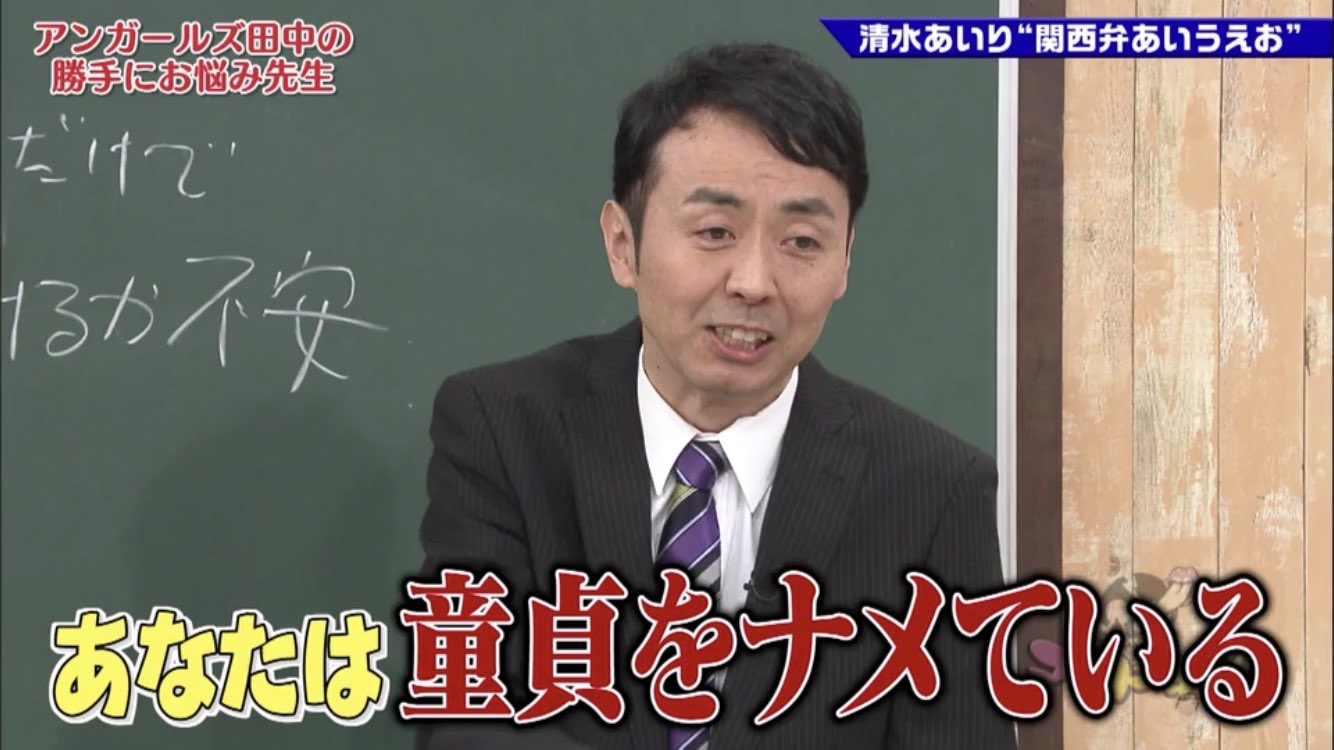 アンガールズ田中の
勝手にお悩み先生
清水あいり“関西弁あいうえお”
だけで
するか不安
あなたは童貞をナメている